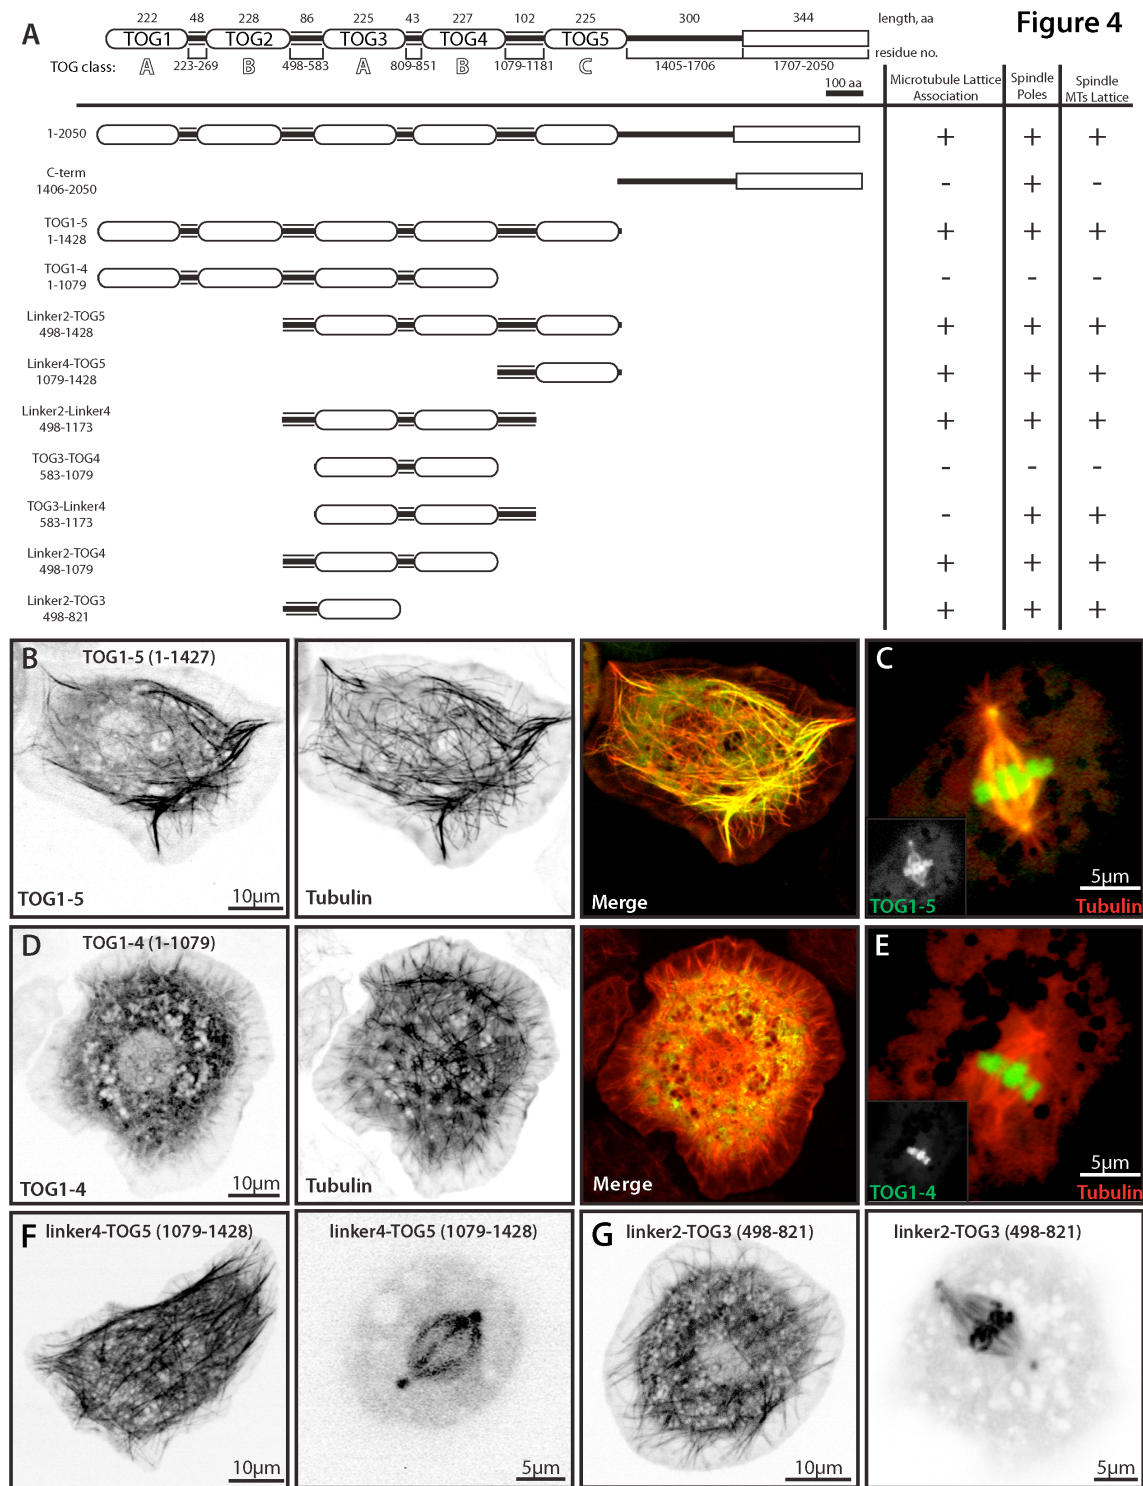 Figure 4
A
222 48 228 86 225 43 227 102 225 300 344 length, aa
TOG1 TOG2 TOG3 TOG4 TOG5
residue no.
TOG class: A 223-269 B 498-583 A 809-851 B 1079-1181 C 1405-1706 1707-2050
100 aa
Microtubule Lattice Association
Spindle Poles
Spindle MTs Lattice
1-2050 + + +
C-term
1406-2050 - + -
TOG1-5
1-1428 + + +
TOG1-4
1-1079 - - -
Linker2-TOG5
498-1428 + + +
Linker4-TOG5
1079-1428 + + +
Linker2-Linker4
498-1173 + + +
TOG3-TOG4
583-1079 - - -
TOG3-Linker4
583-1173 - + +
Linker2-TOG4
498-1079 + + +
Linker2-TOG3
498-821 + + +
B TOG1-5 (1-1427)
TOG1-5 10µm
Tubulin
Merge
C
5µm
TOG1-5 Tubulin
D TOG1-4 (1-1079)
TOG1-4 10µm
Tubulin
Merge
E
5µm
TOG1-4 Tubulin
F linker4-TOG5 (1079-1428)
10µm
linker4-TOG5 (1079-1428)
5µm
G linker2-TOG3 (498-821)
10µm
linker2-TOG3 (498-821)
5µm